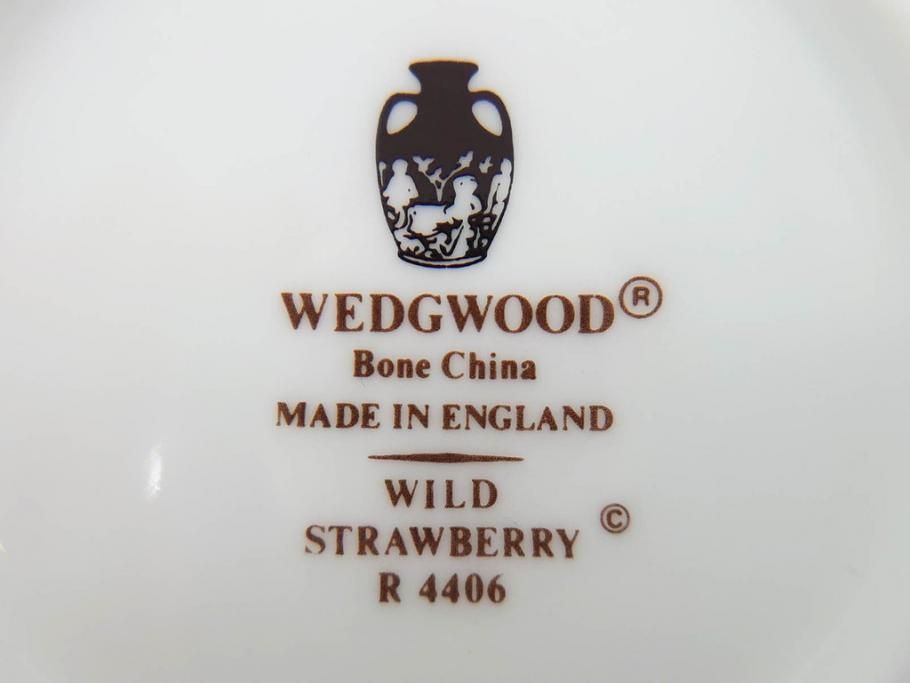 WEDGWOOD®
Bone China
MADE IN ENGLAND
WILD
STRAWBERRY ©
R 4406